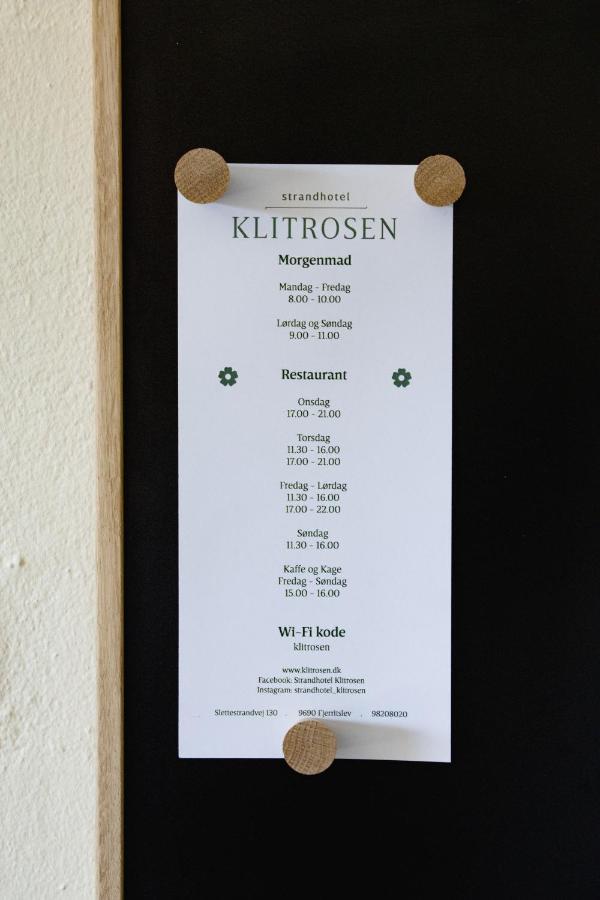 strandhotel
KLITROSEN
Morgenmad
Mandag - Fredag
8.00 - 10.00
Lørdag og Søndag
9.00 - 11.00
Restaurant
Onsdag
17.00 - 21.00
Torsdag
11.30 - 16.00
17.00 - 21.00
Fredag - Lørdag
11.30 - 16.00
17.00 - 22.00
Søndag
11.30 - 16.00
Kaffe og Kage
Fredag - Søndag
15.00 - 16.00
Wi-Fi kode
klitrosen
www.klitrosen.dk
Facebook: Strandhotel Klitrosen
Instagram: strandhotel_klitrosen
Slettestrandvej 130 . 9690 Fjerritslev . 98208020